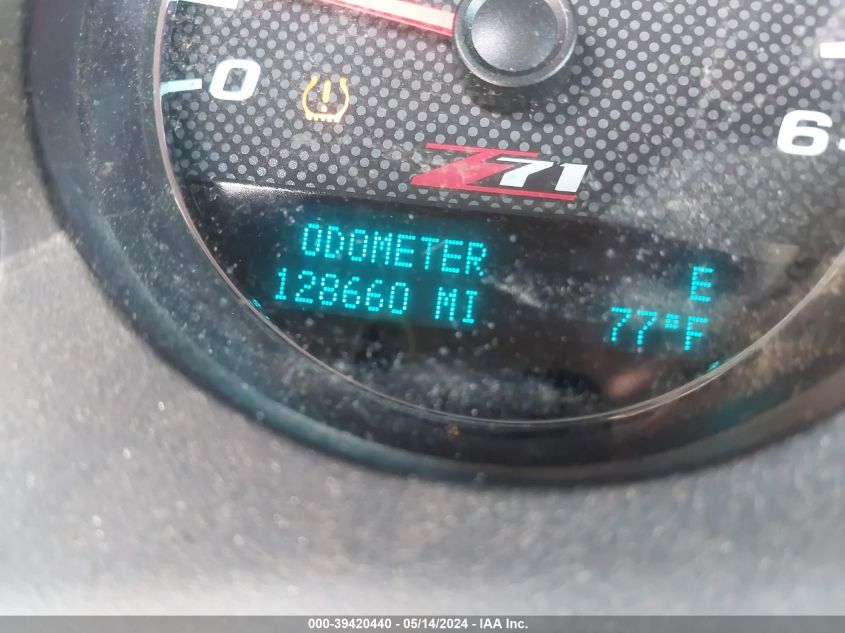 0
6
Z71
ODOMETER E
128660 MI 77°F
000-39420440 - 05/14/2024 - IAA Inc.